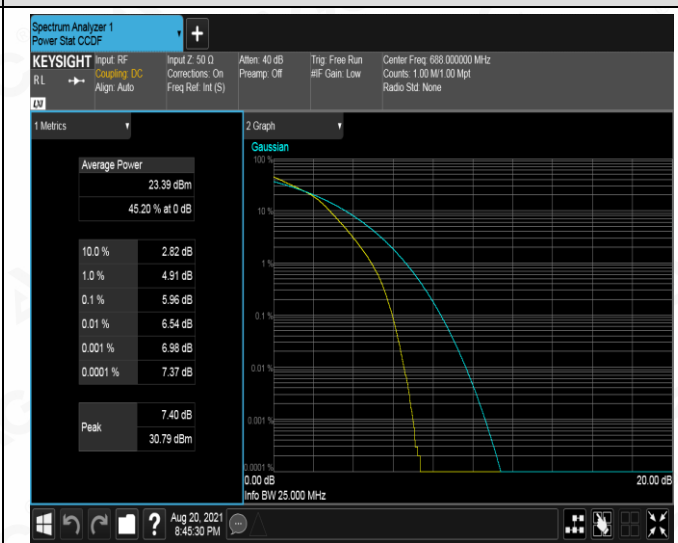 Spectrum Analyzer 1
Power Stat CCDF
+
KEYSIGHT
RL
LXI
Input: RF
Coupling: DC
Align: Auto
Input Z: 50 Ω
Corrections: On
Freq Ref: Int (S)
Atten: 40 dB
Preamp: Off
Trig: Free Run
#IF Gain: Low
Center Freq: 688.000000 MHz
Counts: 1.00 M/1.00 Mpt
Radio Std: None
1 Metrics
Average Power
23.39 dBm
45.20 % at 0 dB
10.0 % 2.82 dB
1.0 % 4.91 dB
0.1 % 5.96 dB
0.01 % 6.54 dB
0.001 % 6.98 dB
0.0001 % 7.37 dB
Peak
7.40 dB
30.79 dBm
2 Graph
Gaussian
100 %
10 %
1 %
0.1 %
0.01 %
0.001 %
0.0001 %
0.00 dB 20.00 dB
Info BW 25.000 MHz
?
Aug 20, 2021
8:45:30 PM